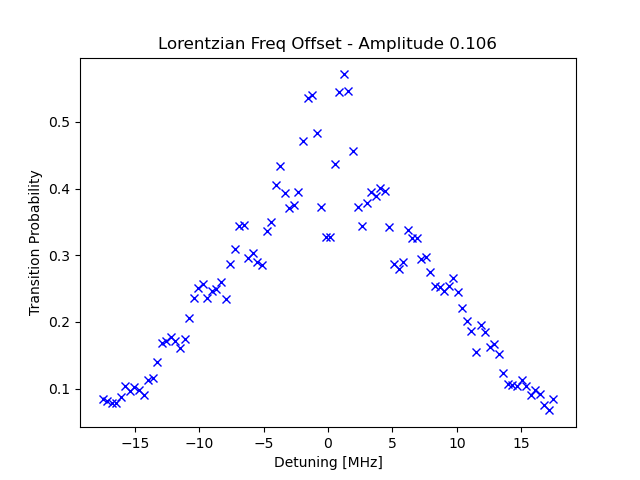 Lorentzian Freq Offset - Amplitude 0.106
Transition Probability
0.5
0.4
0.3
0.2
0.1
−15 −10 −5 0 5 10 15
Detuning [MHz]